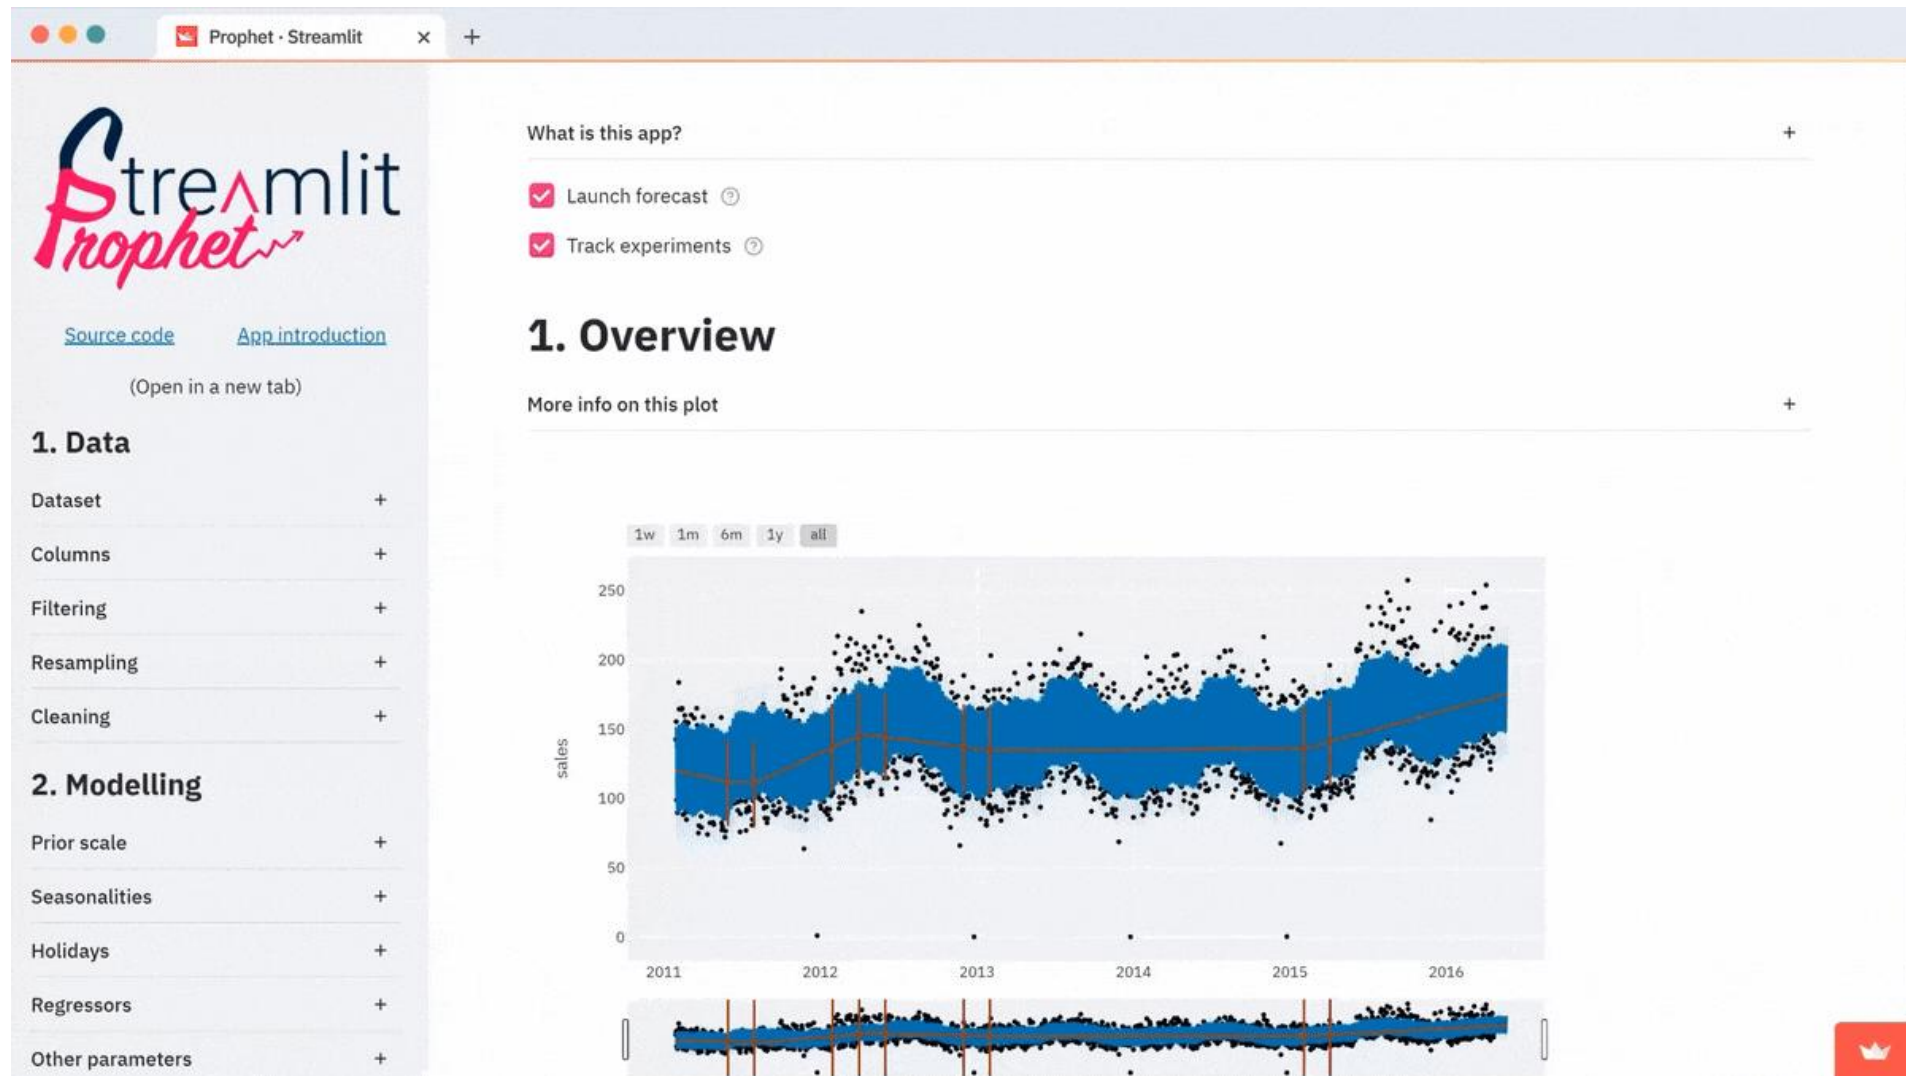 Prophet · Streamlit
Streamlit
Prophet
Source code App introduction
(Open in a new tab)
1. Data
Dataset
Columns
Filtering
Resampling
Cleaning
2. Modelling
Prior scale
Seasonalities
Holidays
Regressors
Other parameters
What is this app?
Launch forecast
Track experiments
1. Overview
More info on this plot
1w 1m 6m 1y all
250
200
150
100
50
0
sales
2011 2012 2013 2014 2015 2016